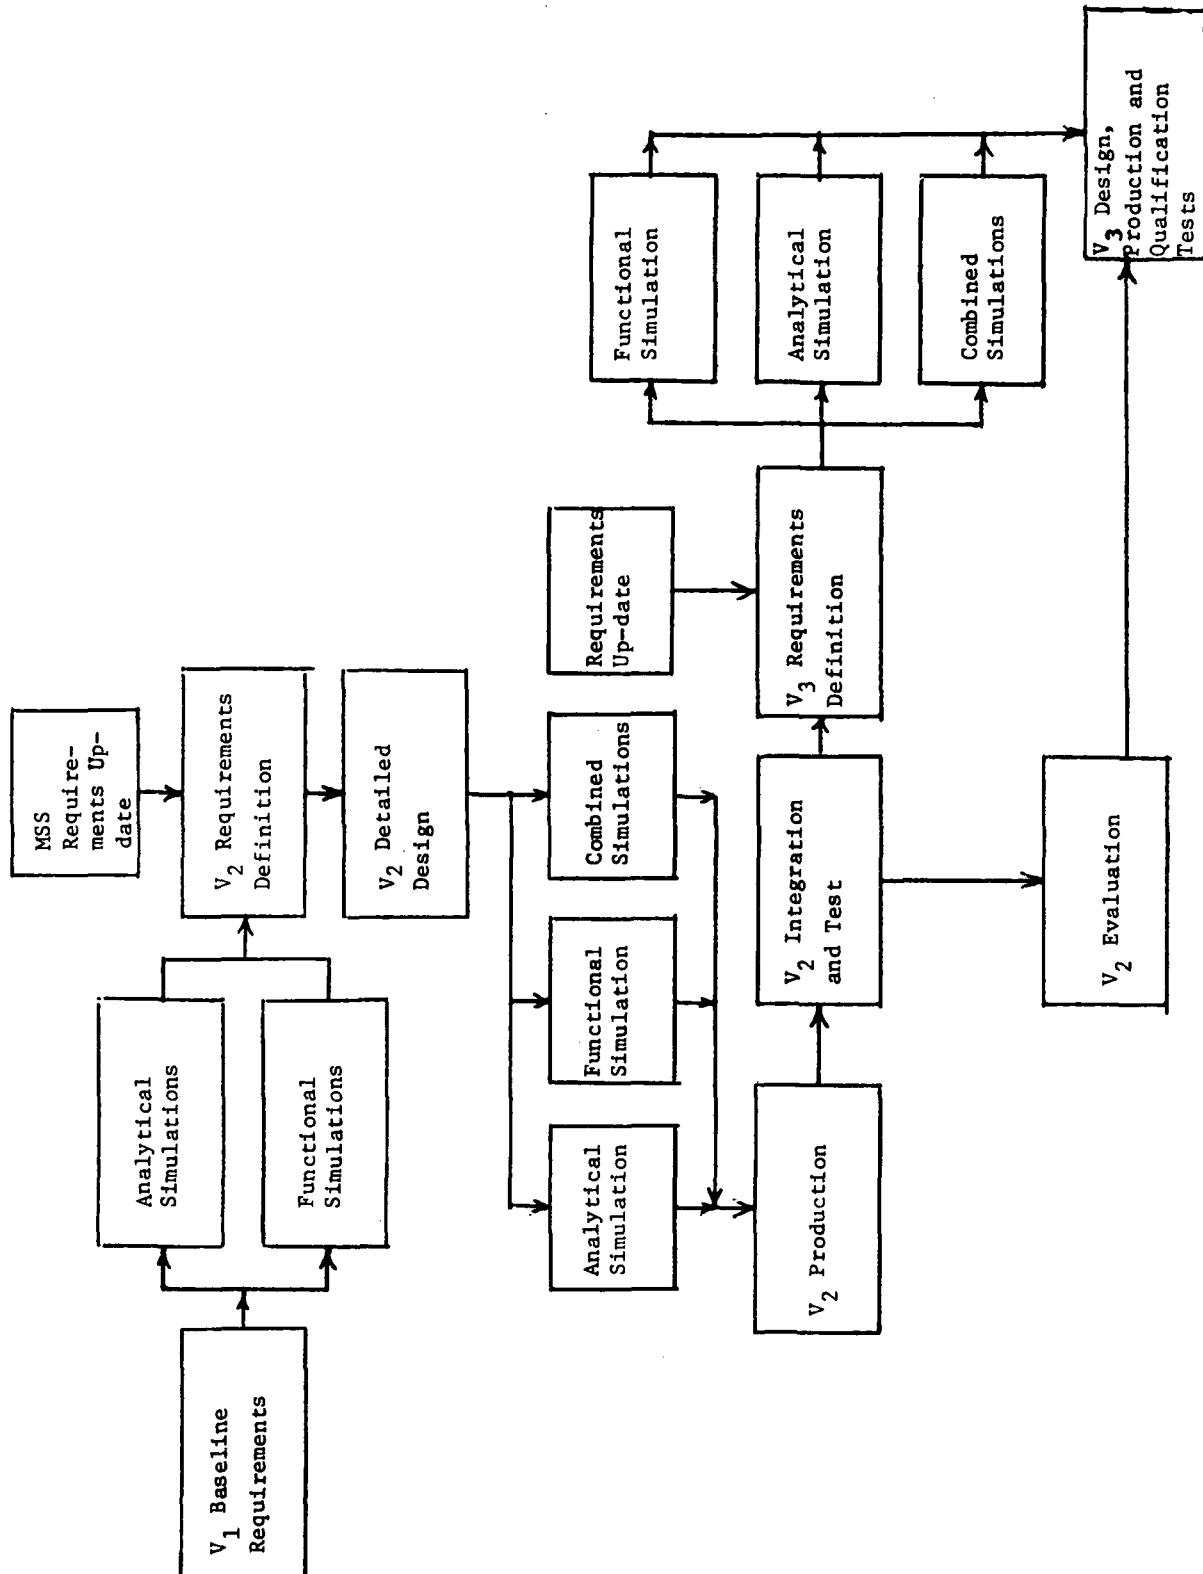 V1 Baseline
Requirements
Analytical
Simulations
Functional
Simulations
MSS
Require-
ments Up-
date
V2 Requirements
Definition
V2 Detailed
Design
Analytical
Simulation
Functional
Simulation
Combined
Simulations
V2 Production
V2 Integration
and Test
Requirements
Up-date
V3 Requirements
Definition
V2 Evaluation
Functional
Simulation
Analytical
Simulation
Combined
Simulations
V3 Design,
Production and
Qualification
Tests